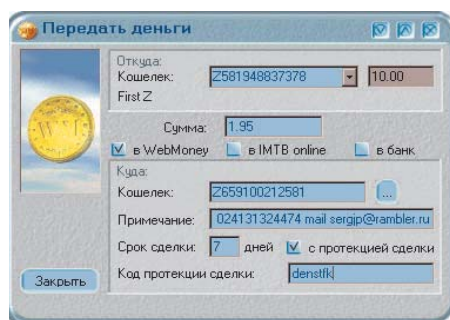 Передать деньги
Откуда:
Кошелек: Z581948837378 10.00
First Z
Сумма: 1.95
в WebMoney в IMTB online в банк
Куда:
Кошелек: Z659100212581 ...
Примечание: 024131324474 mail sergjp@rambler.ru
Срок сделки: 7 дней с протекцией сделки
Код протекции сделки: denstfk
Закрыть